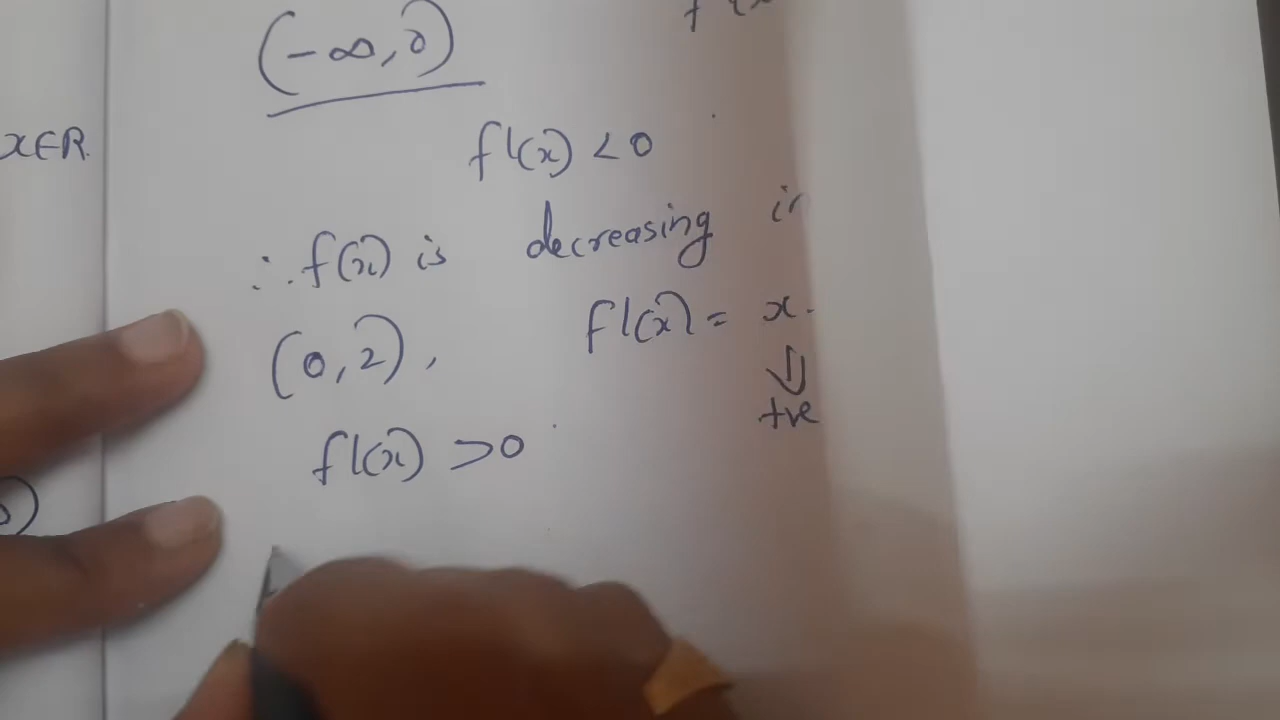 (-∞,0)
x∈R.
f'(x) < 0
∴ f(x) is decreasing in
(0,2), f'(x) = x.
⇓
+ve
f'(x) > 0